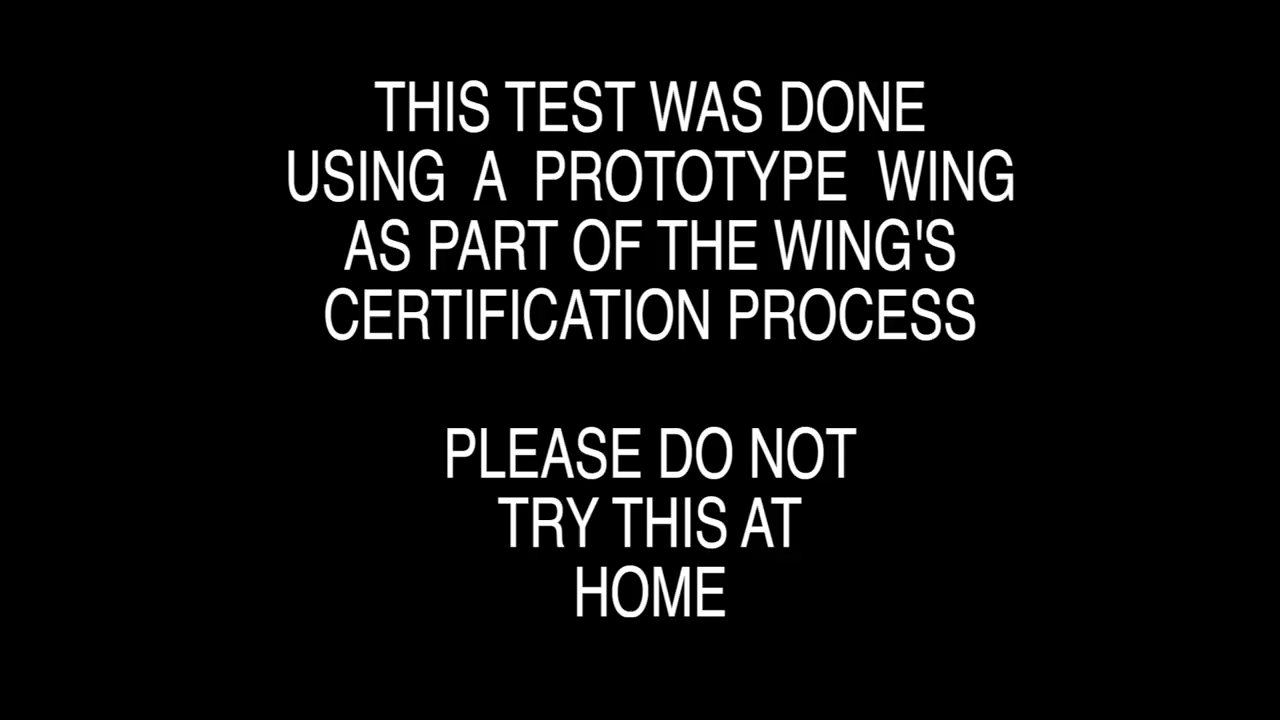 THIS TEST WAS DONE
USING A PROTOTYPE WING
AS PART OF THE WING'S
CERTIFICATION PROCESS
PLEASE DO NOT
TRY THIS AT
HOME